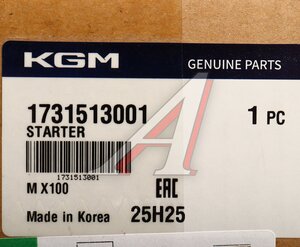 KGM
GENUINE PARTS
1731513001
1 PC
STARTER
1731513001
M X100
EAC
Made in Korea
25H25